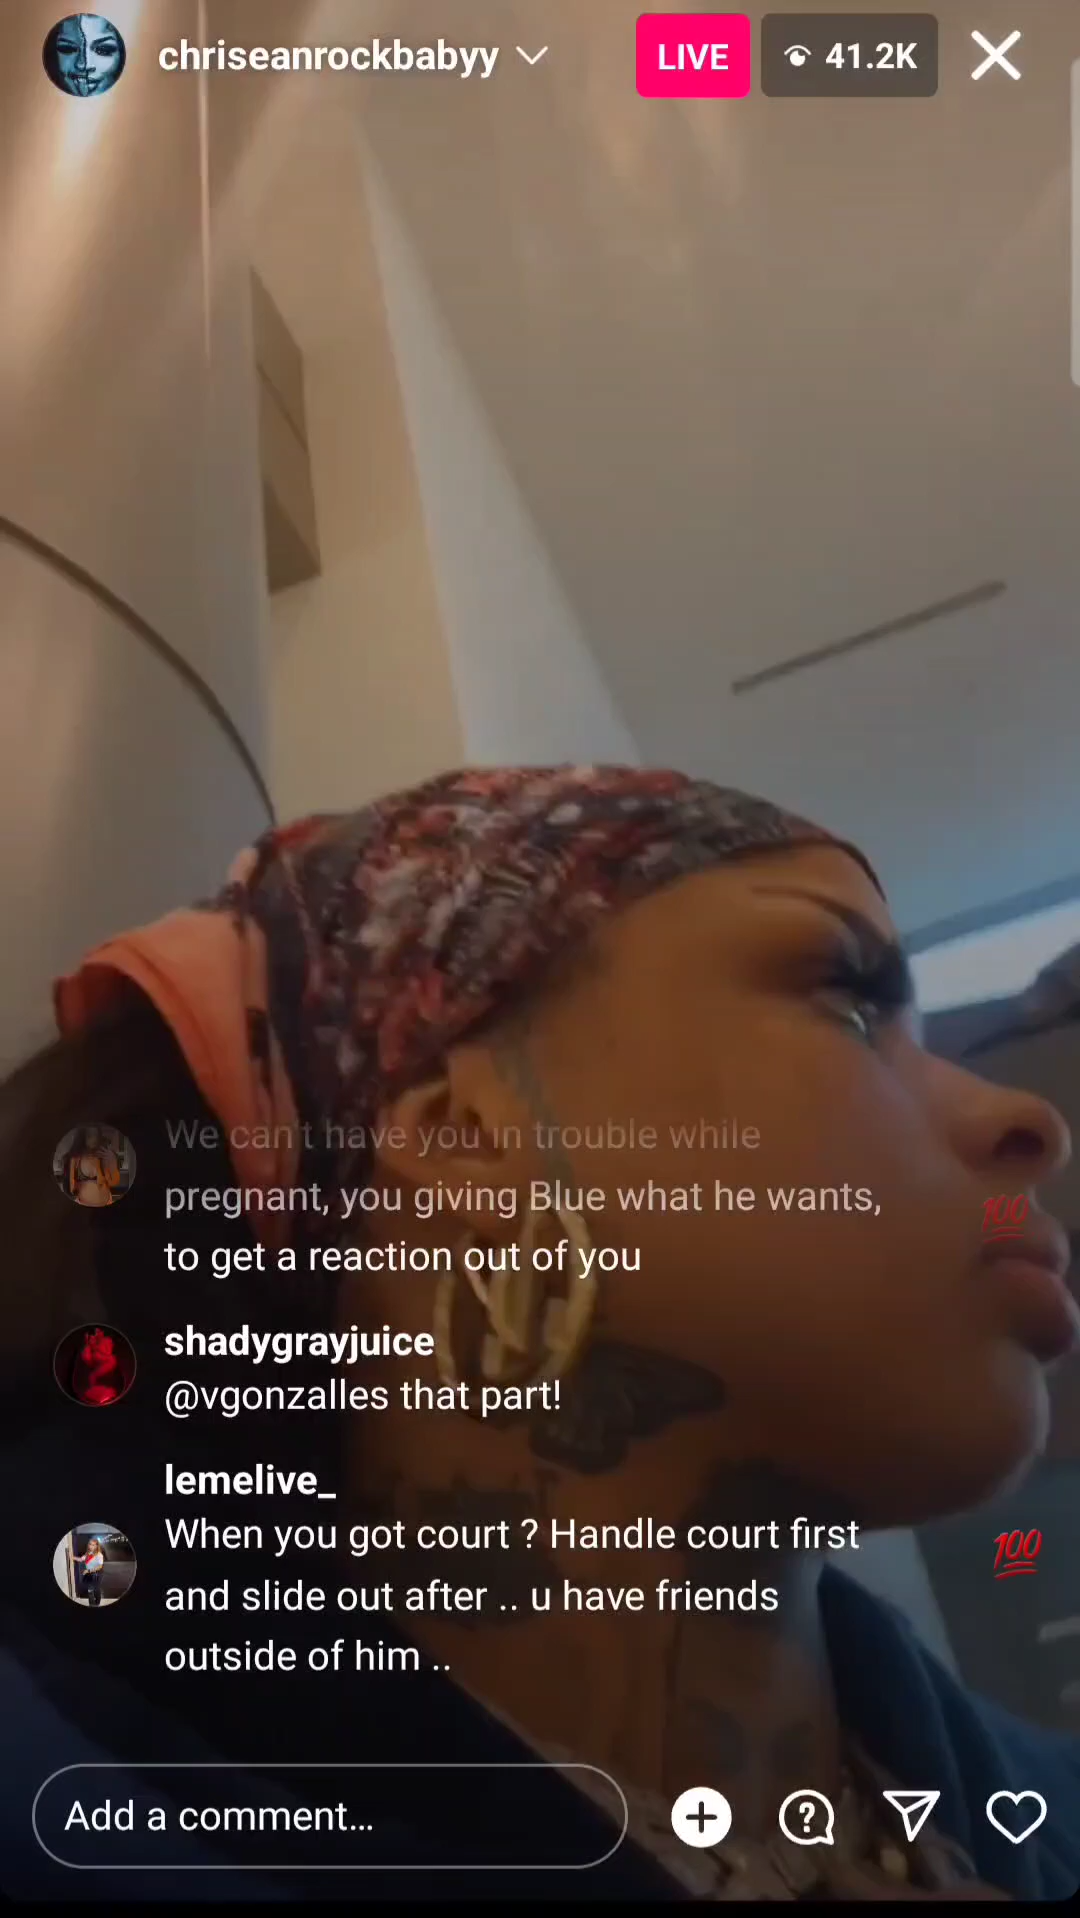 chriseanrockbabyy
LIVE
41.2K
We can't have you in trouble while
pregnant, you giving Blue what he wants,
to get a reaction out of you
shadygrayjuice
@vgonzalles that part!
lemelive_
When you got court ? Handle court first
and slide out after .. u have friends
outside of him ..
💯
💯
Add a comment...